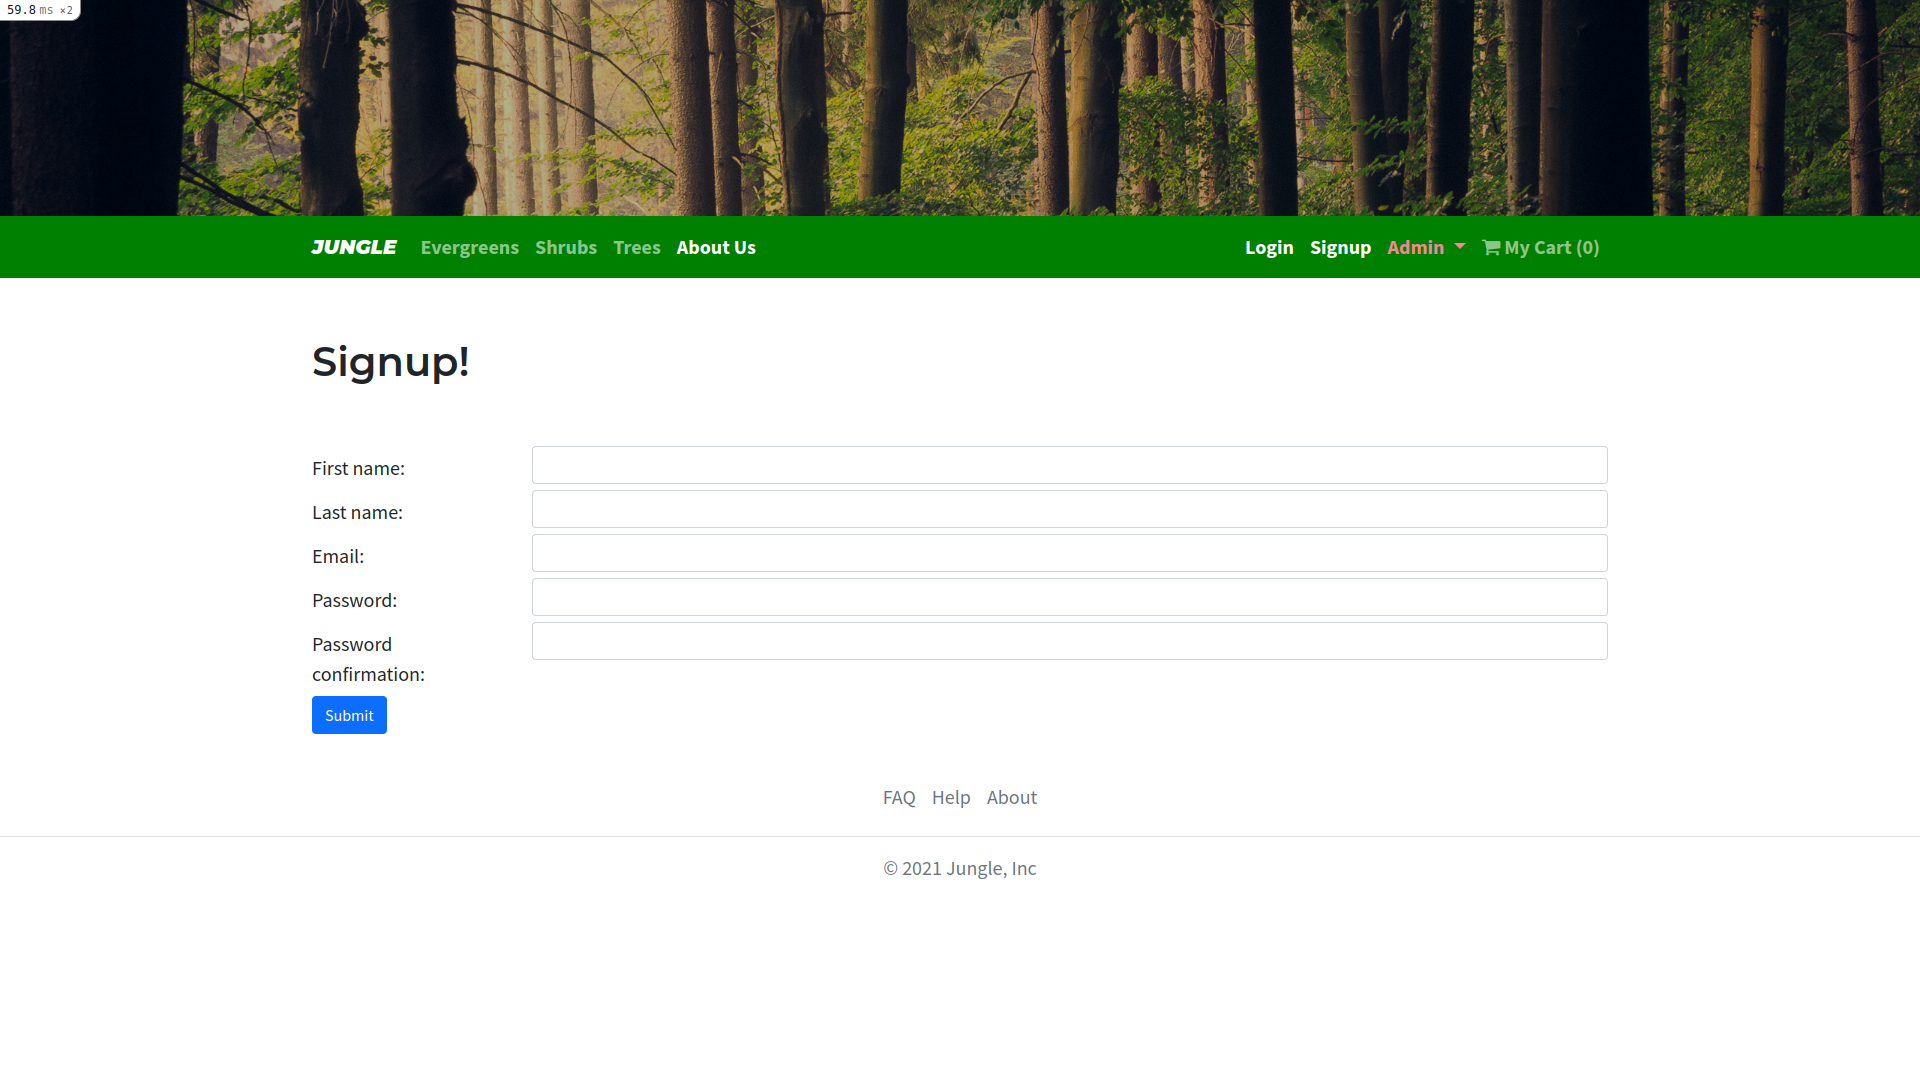 59.8 ms ×2
JUNGLE Evergreens Shrubs Trees About Us Login Signup Admin My Cart (0)
Signup!
First name:
Last name:
Email:
Password:
Password
confirmation:
Submit
FAQ Help About
© 2021 Jungle, Inc